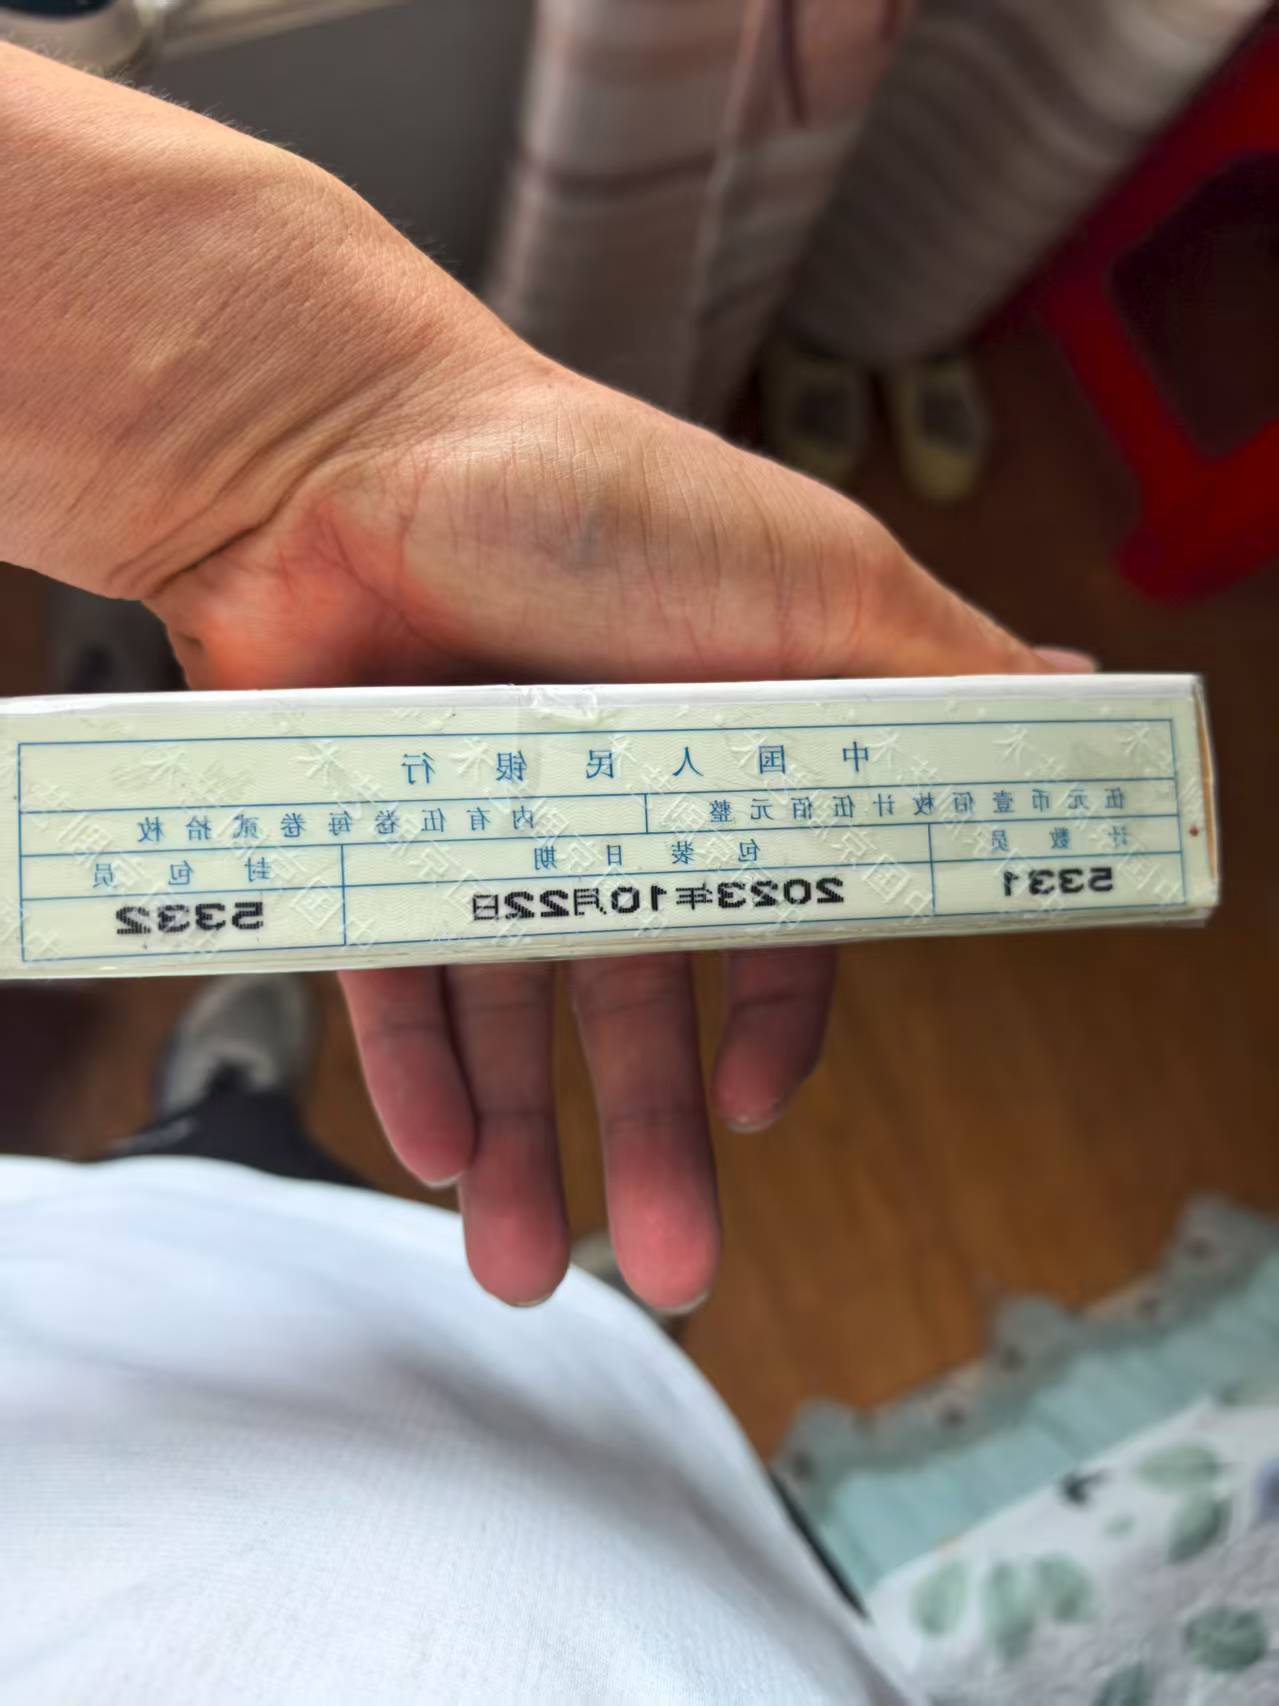 中国人民银行
伍元币壹佰枚计伍佰元整 内有伍卷每卷贰拾枚
计数员 包装日期 封包员
5331 2023年10月22日 5332